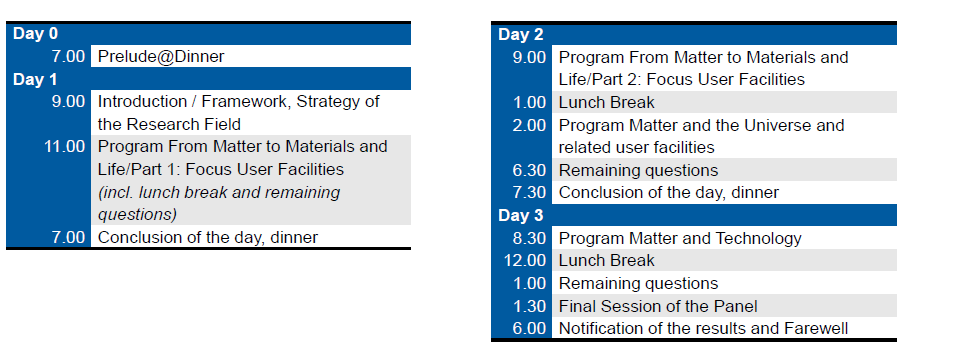 Day 0
7.00 Prelude@Dinner
Day 1
9.00 Introduction / Framework, Strategy of
the Research Field
11.00 Program From Matter to Materials and
Life/Part 1: Focus User Facilities
(incl. lunch break and remaining
questions)
7.00 Conclusion of the day, dinner
Day 2
9.00 Program From Matter to Materials and
Life/Part 2: Focus User Facilities
1.00 Lunch Break
2.00 Program Matter and the Universe and
related user facilities
6.30 Remaining questions
7.30 Conclusion of the day, dinner
Day 3
8.30 Program Matter and Technology
12.00 Lunch Break
1.00 Remaining questions
1.30 Final Session of the Panel
6.00 Notification of the results and Farewell